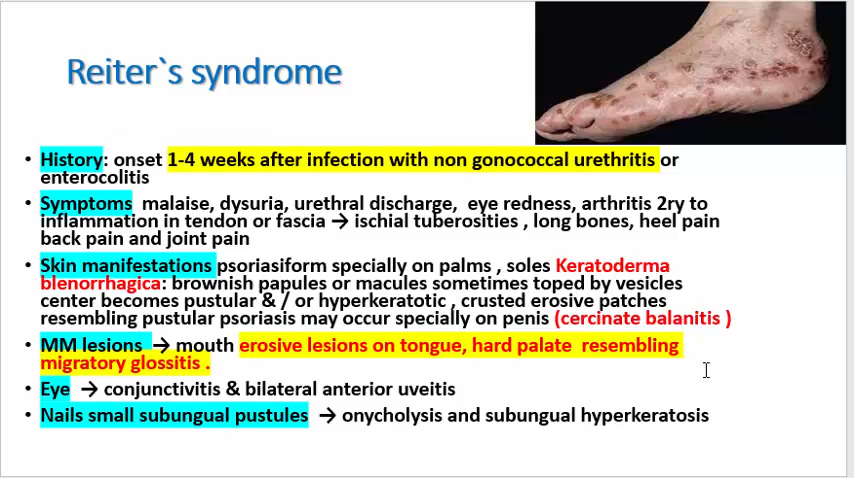 Reiter`s syndrome
• History: onset 1-4 weeks after infection with non gonococcal urethritis or
enterocolitis
• Symptoms malaise, dysuria, urethral discharge, eye redness, arthritis 2ry to
inflammation in tendon or fascia → ischial tuberosities , long bones, heel pain
back pain and joint pain
• Skin manifestations psoriasiform specially on palms , soles Keratoderma
blenorrhagica: brownish papules or macules sometimes toped by vesicles
center becomes pustular & / or hyperkeratotic , crusted erosive patches
resembling pustular psoriasis may occur specially on penis (cercinate balanitis )
• MM lesions → mouth erosive lesions on tongue, hard palate resembling
migratory glossitis .
• Eye → conjunctivitis & bilateral anterior uveitis
• Nails small subungual pustules → onycholysis and subungual hyperkeratosis